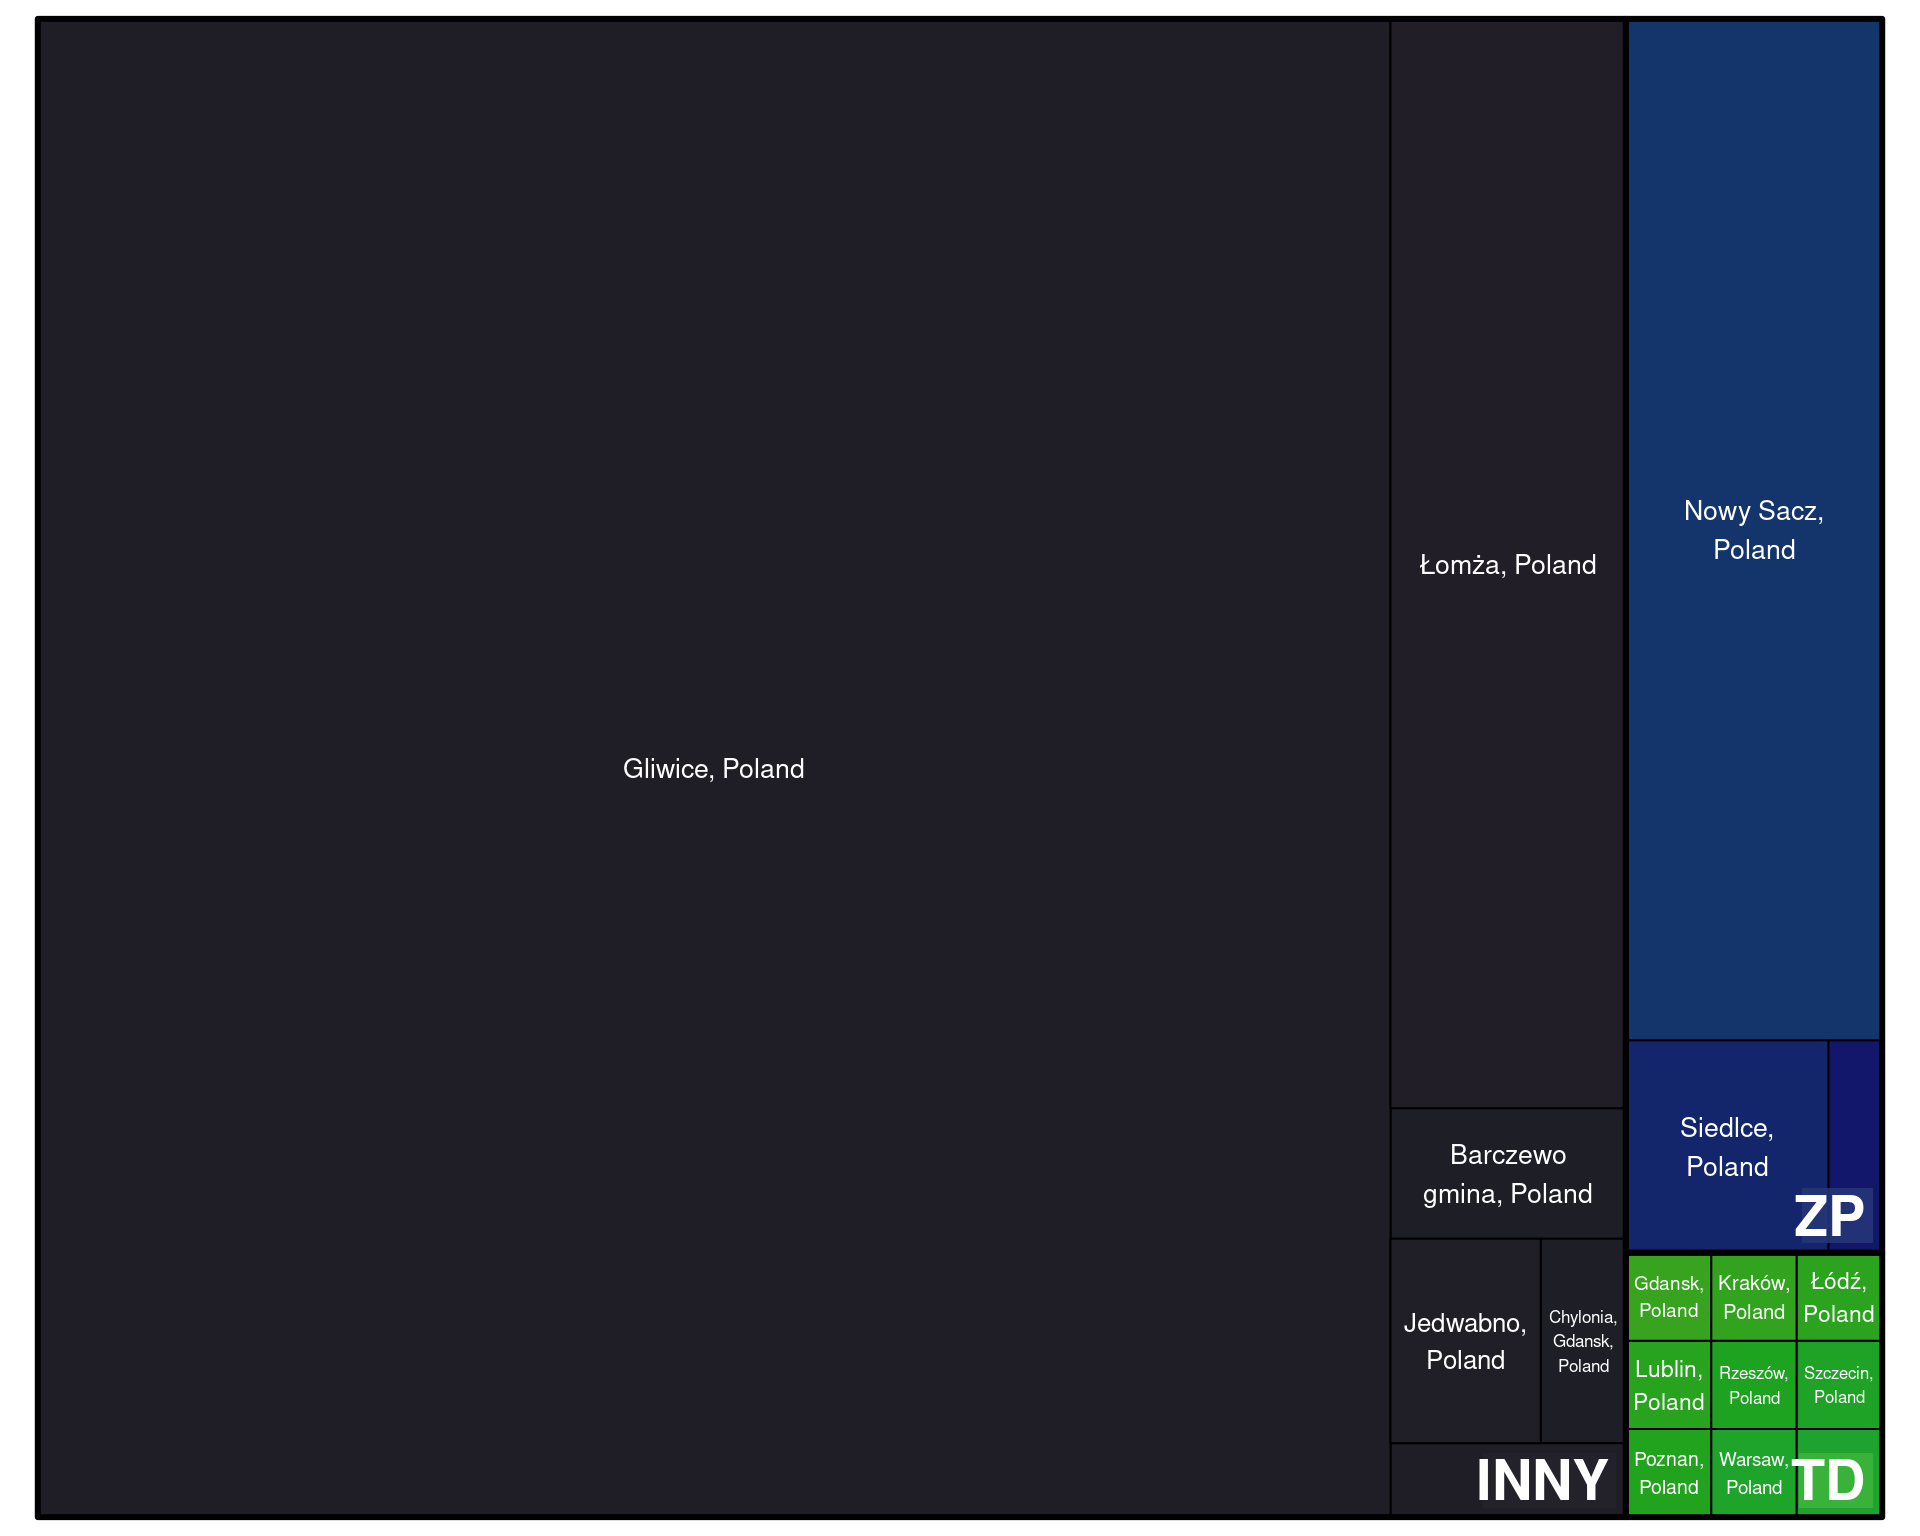 Gliwice, Poland
Łomża, Poland
Barczewo
gmina, Poland
Jedwabno,
Poland
Chylonia,
Gdansk,
Poland
INNY
Nowy Sacz,
Poland
Siedlce,
Poland
ZP
Gdansk,
Poland
Kraków,
Poland
Łódź,
Poland
Lublin,
Poland
Rzeszów,
Poland
Szczecin,
Poland
Poznan,
Poland
Warsaw,
Poland
TD